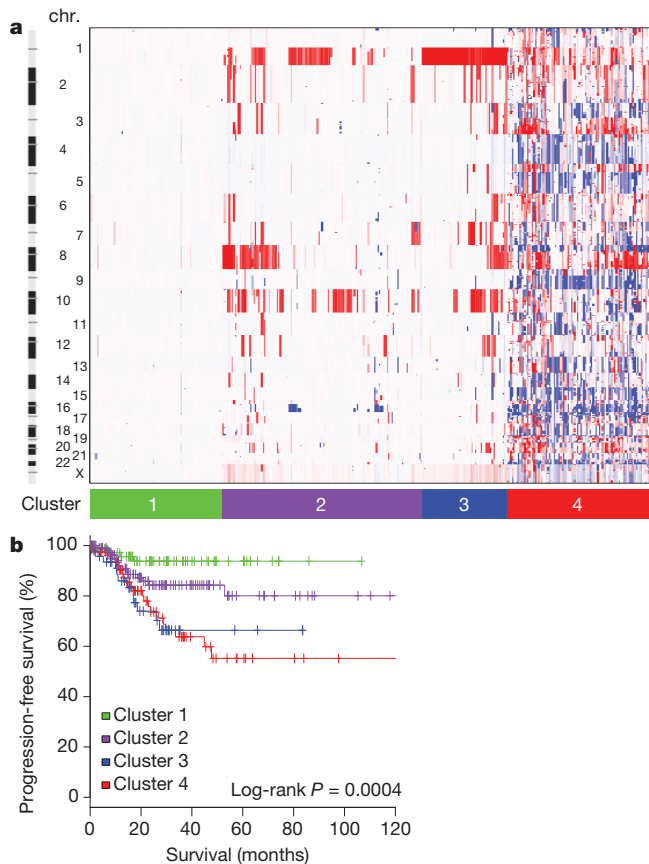 a
chr.
1
2
3
4
5
6
7
8
9
10
11
12
13
14
15
16
17
18
19
20
21
22
X
Cluster 1 2 3 4
b
Progression-free survival (%)
100
80
60
40
20
0
Cluster 1
Cluster 2
Cluster 3
Cluster 4
Log-rank P = 0.0004
0 20 40 60 80 100 120
Survival (months)